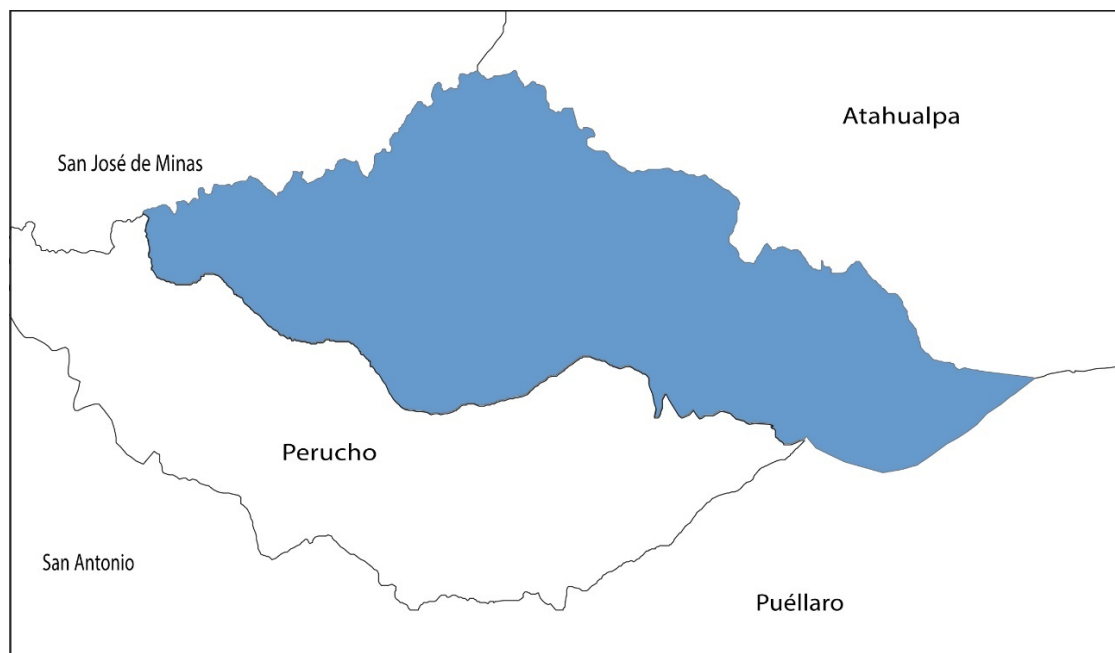 Atahualpa
San José de Minas
Perucho
San Antonio
Puéllaro